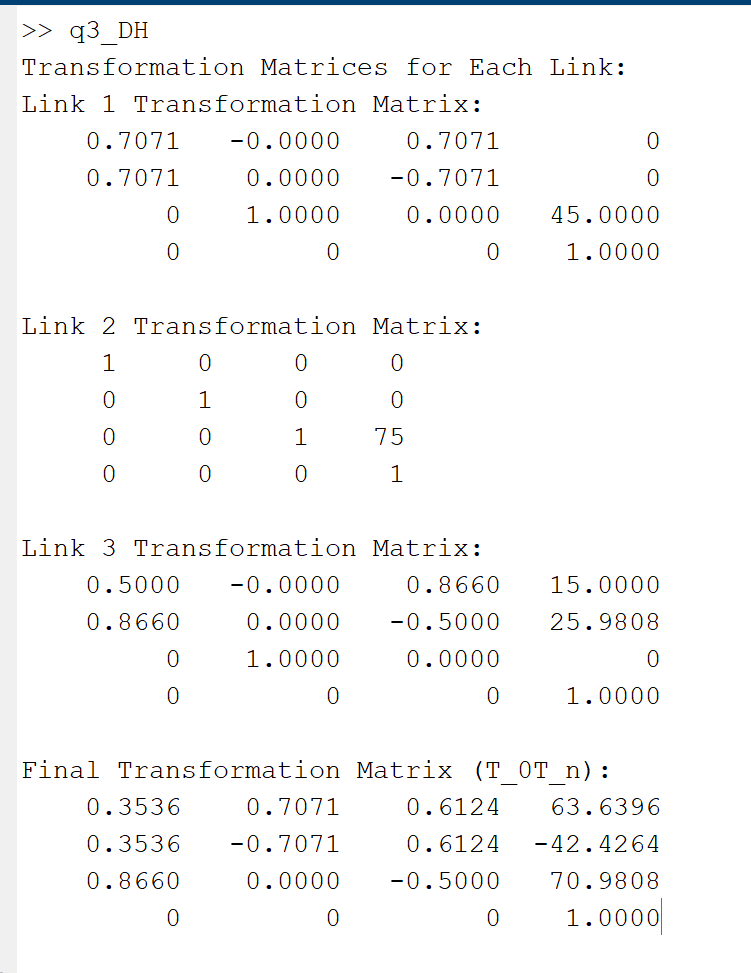 >> q3_DH
Transformation Matrices for Each Link:
Link 1 Transformation Matrix:
0.7071 -0.0000 0.7071 0
0.7071 0.0000 -0.7071 0
0 1.0000 0.0000 45.0000
0 0 0 1.0000
Link 2 Transformation Matrix:
1 0 0 0
0 1 0 0
0 0 1 75
0 0 0 1
Link 3 Transformation Matrix:
0.5000 -0.0000 0.8660 15.0000
0.8660 0.0000 -0.5000 25.9808
0 1.0000 0.0000 0
0 0 0 1.0000
Final Transformation Matrix (T_0T_n):
0.3536 0.7071 0.6124 63.6396
0.3536 -0.7071 0.6124 -42.4264
0.8660 0.0000 -0.5000 70.9808
0 0 0 1.0000